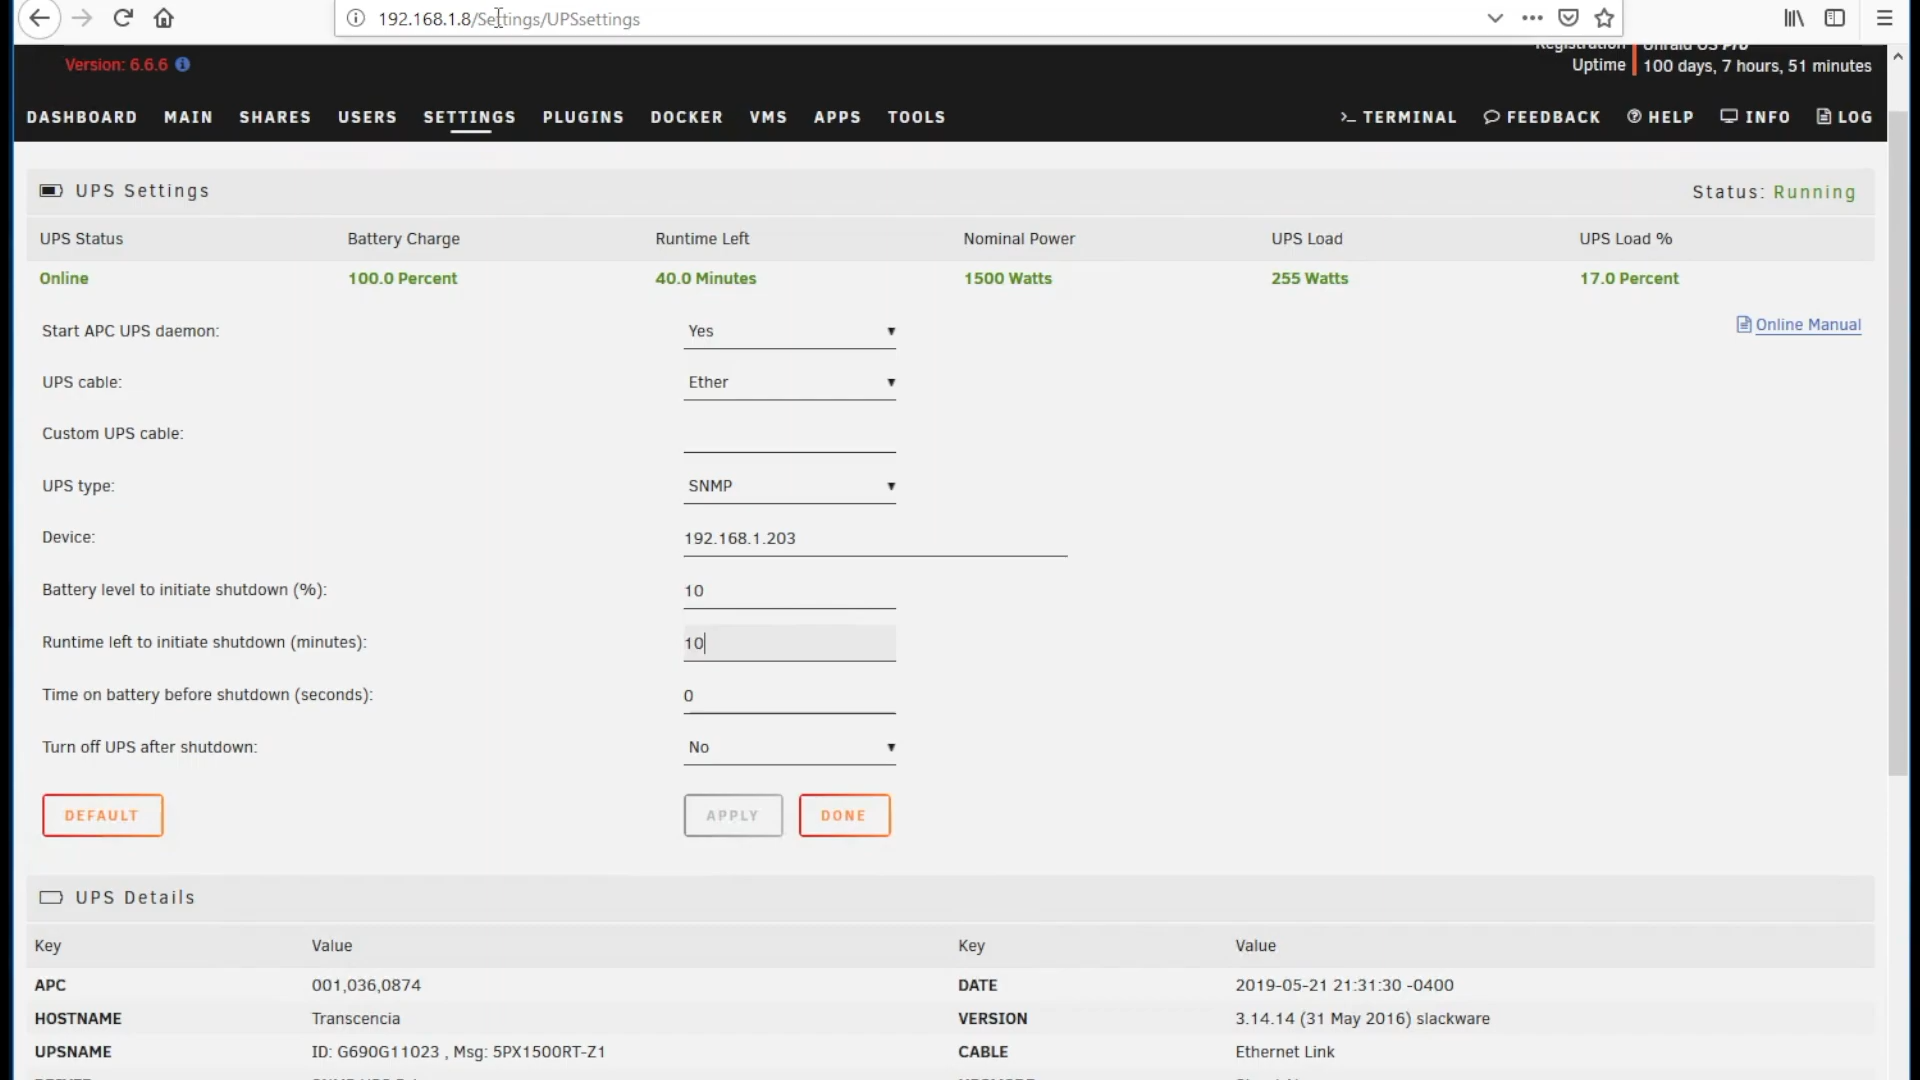 192.168.1.8/Settings/UPSsettings
Registration Unraid OS Pro
Version: 6.6.6
Uptime 100 days, 7 hours, 51 minutes
DASHBOARD MAIN SHARES USERS SETTINGS PLUGINS DOCKER VMS APPS TOOLS >_ TERMINAL FEEDBACK HELP INFO LOG
UPS Settings Status: Running
UPS Status Battery Charge Runtime Left Nominal Power UPS Load UPS Load %
Online 100.0 Percent 40.0 Minutes 1500 Watts 255 Watts 17.0 Percent
Start APC UPS daemon: Yes Online Manual
UPS cable: Ether
Custom UPS cable:
UPS type: SNMP
Device: 192.168.1.203
Battery level to initiate shutdown (%): 10
Runtime left to initiate shutdown (minutes): 10
Time on battery before shutdown (seconds): 0
Turn off UPS after shutdown: No
DEFAULT APPLY DONE
UPS Details
Key Value Key Value
APC 001,036,0874 DATE 2019-05-21 21:31:30 -0400
HOSTNAME Transcencia VERSION 3.14.14 (31 May 2016) slackware
UPSNAME ID: G690G11023 , Msg: 5PX1500RT-Z1 CABLE Ethernet Link